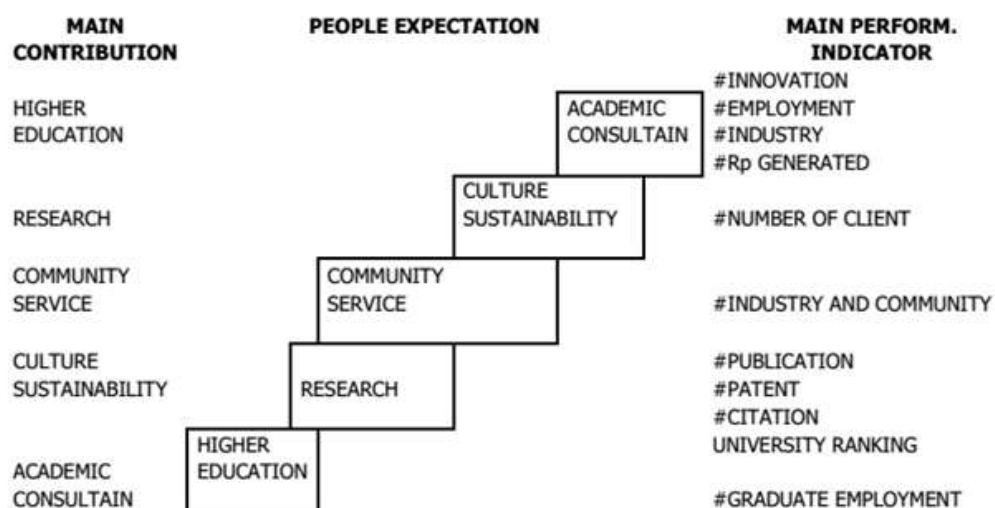 MAIN CONTRIBUTION
PEOPLE EXPECTATION
MAIN PERFORM. INDICATOR
HIGHER
EDUCATION
RESEARCH
COMMUNITY
SERVICE
CULTURE
SUSTAINABILITY
ACADEMIC
CONSULTAIN
ACADEMIC
CONSULTAIN
CULTURE
SUSTAINABILITY
COMMUNITY
SERVICE
RESEARCH
HIGHER
EDUCATION
#INNOVATION
#EMPLOYMENT
#INDUSTRY
#Rp GENERATED
#NUMBER OF CLIENT
#INDUSTRY AND COMMUNITY
#PUBLICATION
#PATENT
#CITATION
UNIVERSITY RANKING
#GRADUATE EMPLOYMENT